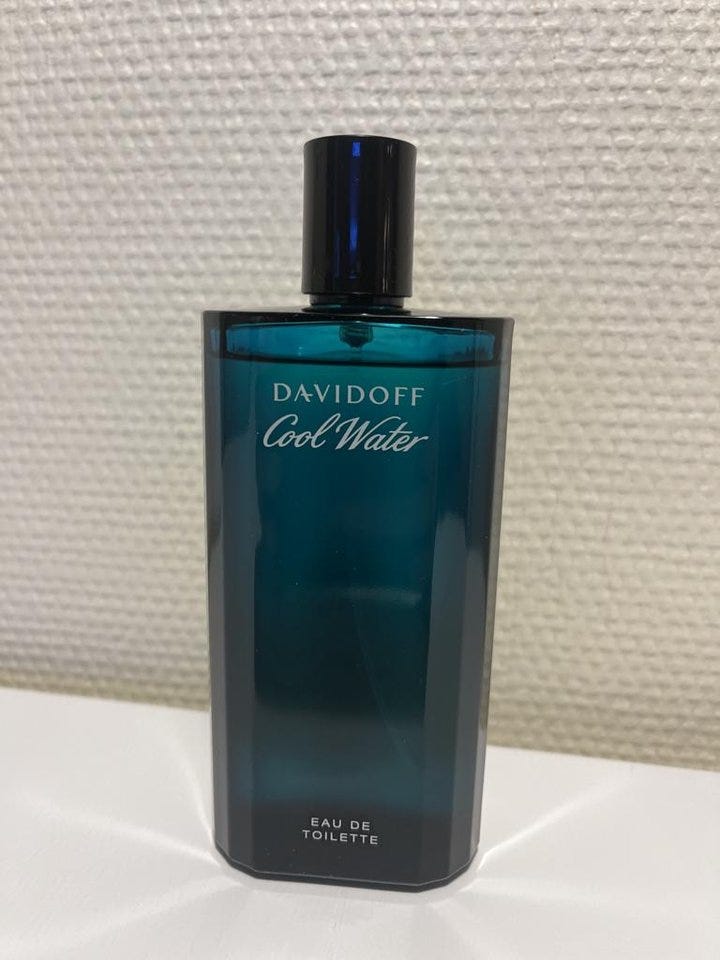 DAVIDOFF
Cool Water
EAU DE
TOILETTE